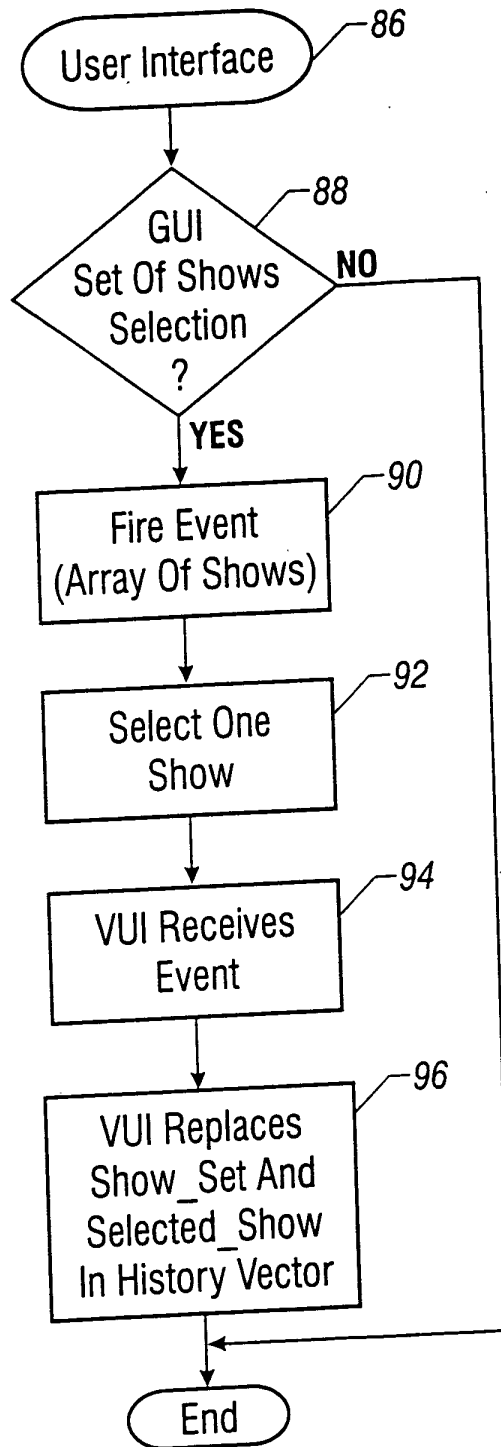 86
User Interface
88
GUI
Set Of Shows
Selection
?
NO
YES
90
Fire Event
(Array Of Shows)
92
Select One
Show
94
VUI Receives
Event
96
VUI Replaces
Show_Set And
Selected_Show
In History Vector
End